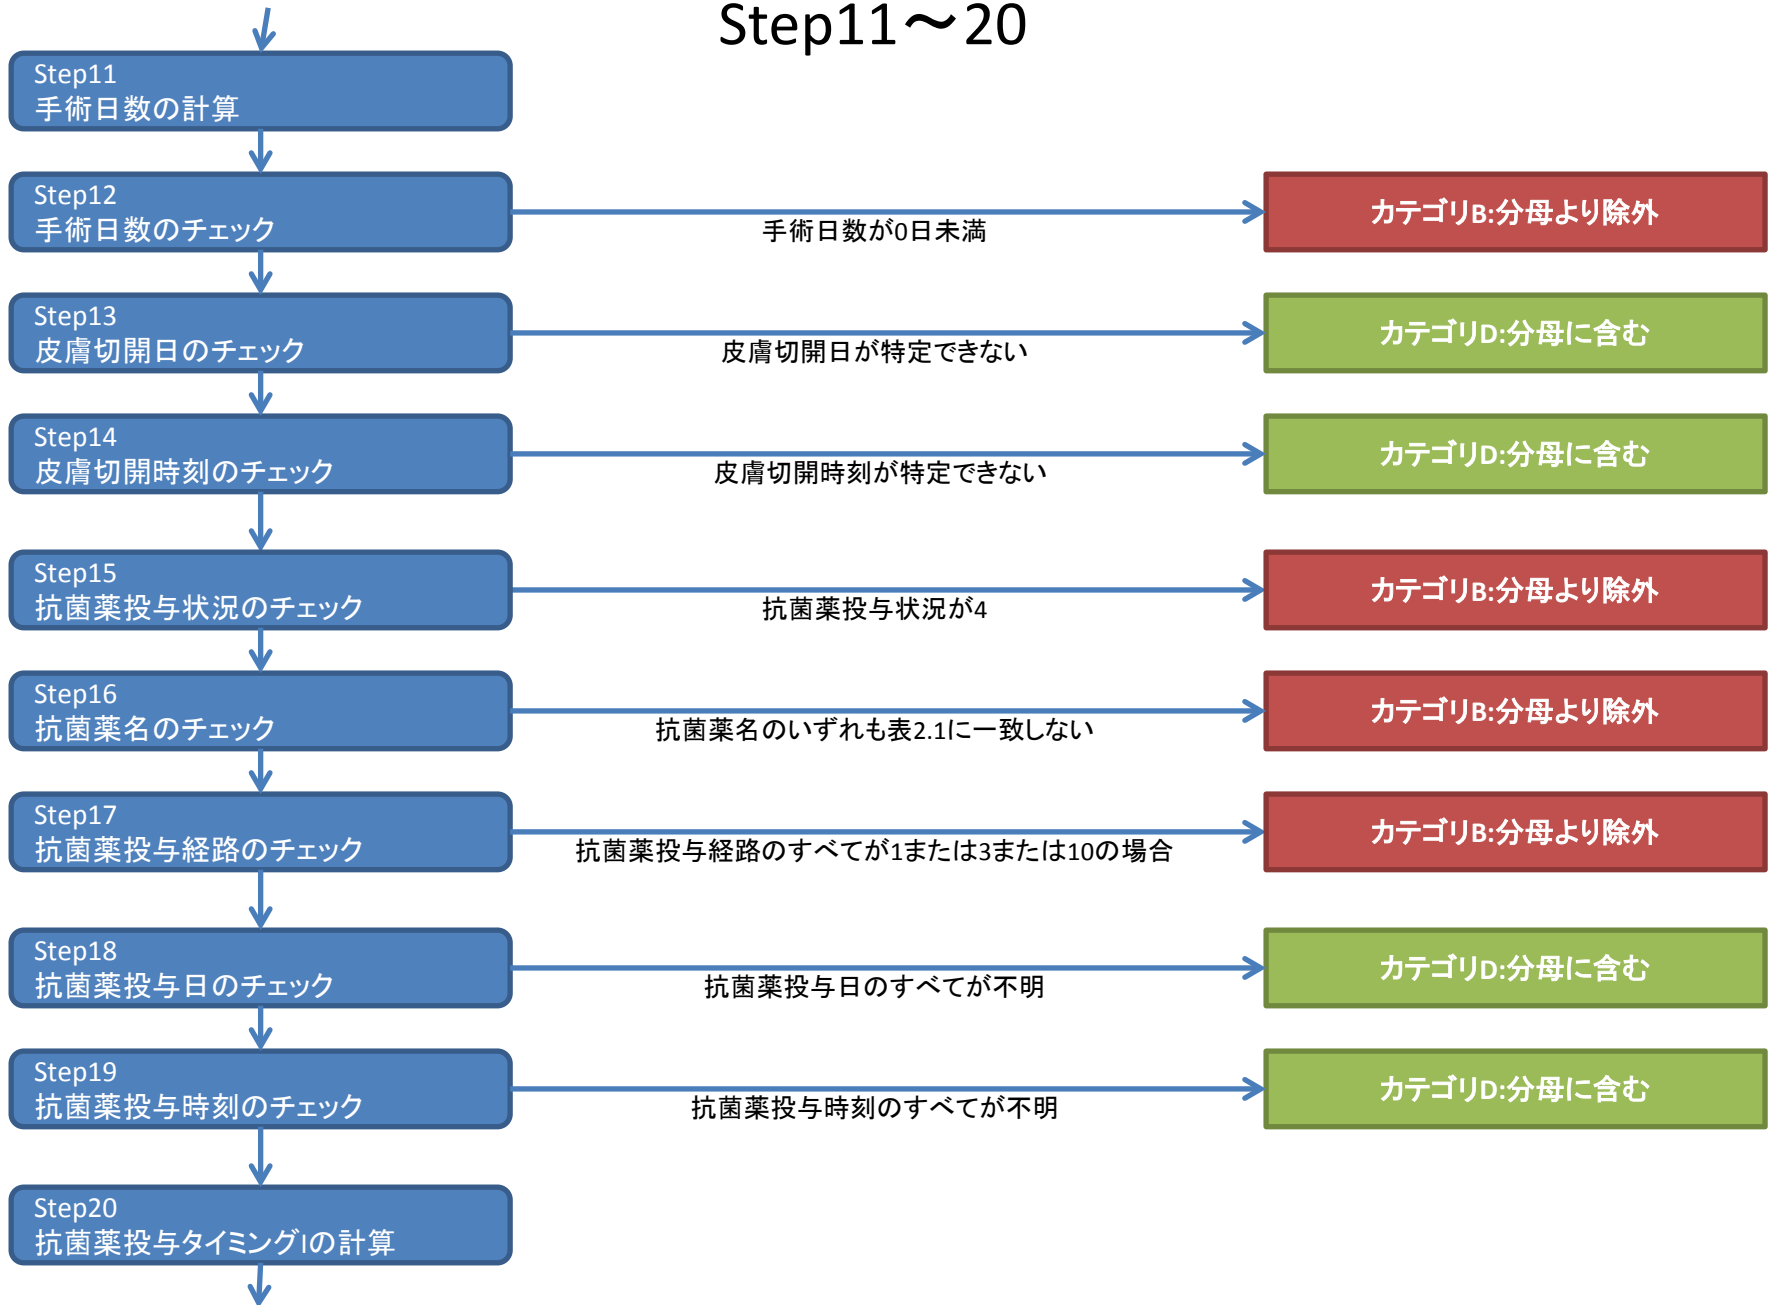 Step11～20
Step11
手術日数の計算
Step12
手術日数のチェック
手術日数が0日未満
カテゴリB:分母より除外
Step13
皮膚切開日のチェック
皮膚切開日が特定できない
カテゴリD:分母に含む
Step14
皮膚切開時刻のチェック
皮膚切開時刻が特定できない
カテゴリD:分母に含む
Step15
抗菌薬投与状況のチェック
抗菌薬投与状況が4
カテゴリB:分母より除外
Step16
抗菌薬名のチェック
抗菌薬名のいずれも表2.1に一致しない
カテゴリB:分母より除外
Step17
抗菌薬投与経路のチェック
抗菌薬投与経路のすべてが1または3または10の場合
カテゴリB:分母より除外
Step18
抗菌薬投与日のチェック
抗菌薬投与日のすべてが不明
カテゴリD:分母に含む
Step19
抗菌薬投与時刻のチェック
抗菌薬投与時刻のすべてが不明
カテゴリD:分母に含む
Step20
抗菌薬投与タイミングIの計算